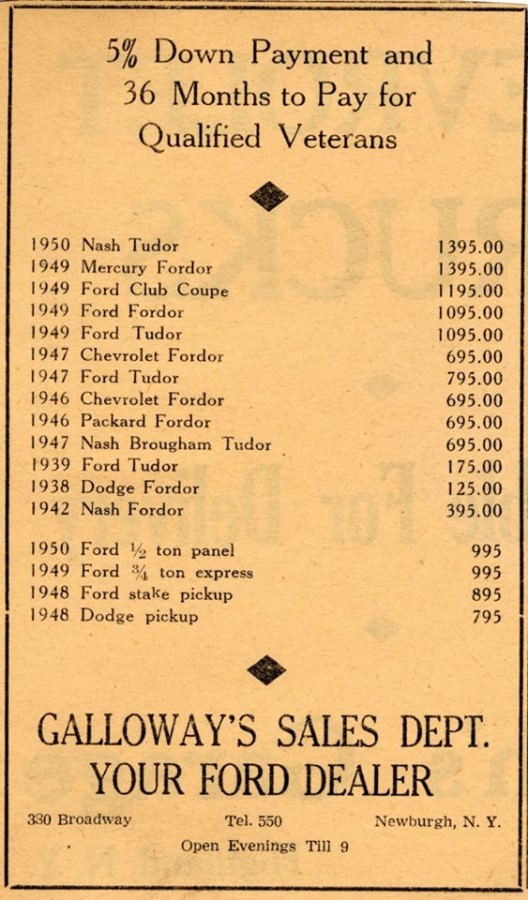 5% Down Payment and
36 Months to Pay for
Qualified Veterans
1950 Nash Tudor 1395.00
1949 Mercury Fordor 1395.00
1949 Ford Club Coupe 1195.00
1949 Ford Fordor 1095.00
1949 Ford Tudor 1095.00
1947 Chevrolet Fordor 695.00
1947 Ford Tudor 795.00
1946 Chevrolet Fordor 695.00
1946 Packard Fordor 695.00
1947 Nash Brougham Tudor 695.00
1939 Ford Tudor 175.00
1938 Dodge Fordor 125.00
1942 Nash Fordor 395.00
1950 Ford ½ ton panel 995
1949 Ford ¾ ton express 995
1948 Ford stake pickup 895
1948 Dodge pickup 795
GALLOWAY'S SALES DEPT.
YOUR FORD DEALER
330 Broadway Tel. 550 Newburgh, N. Y.
Open Evenings Till 9